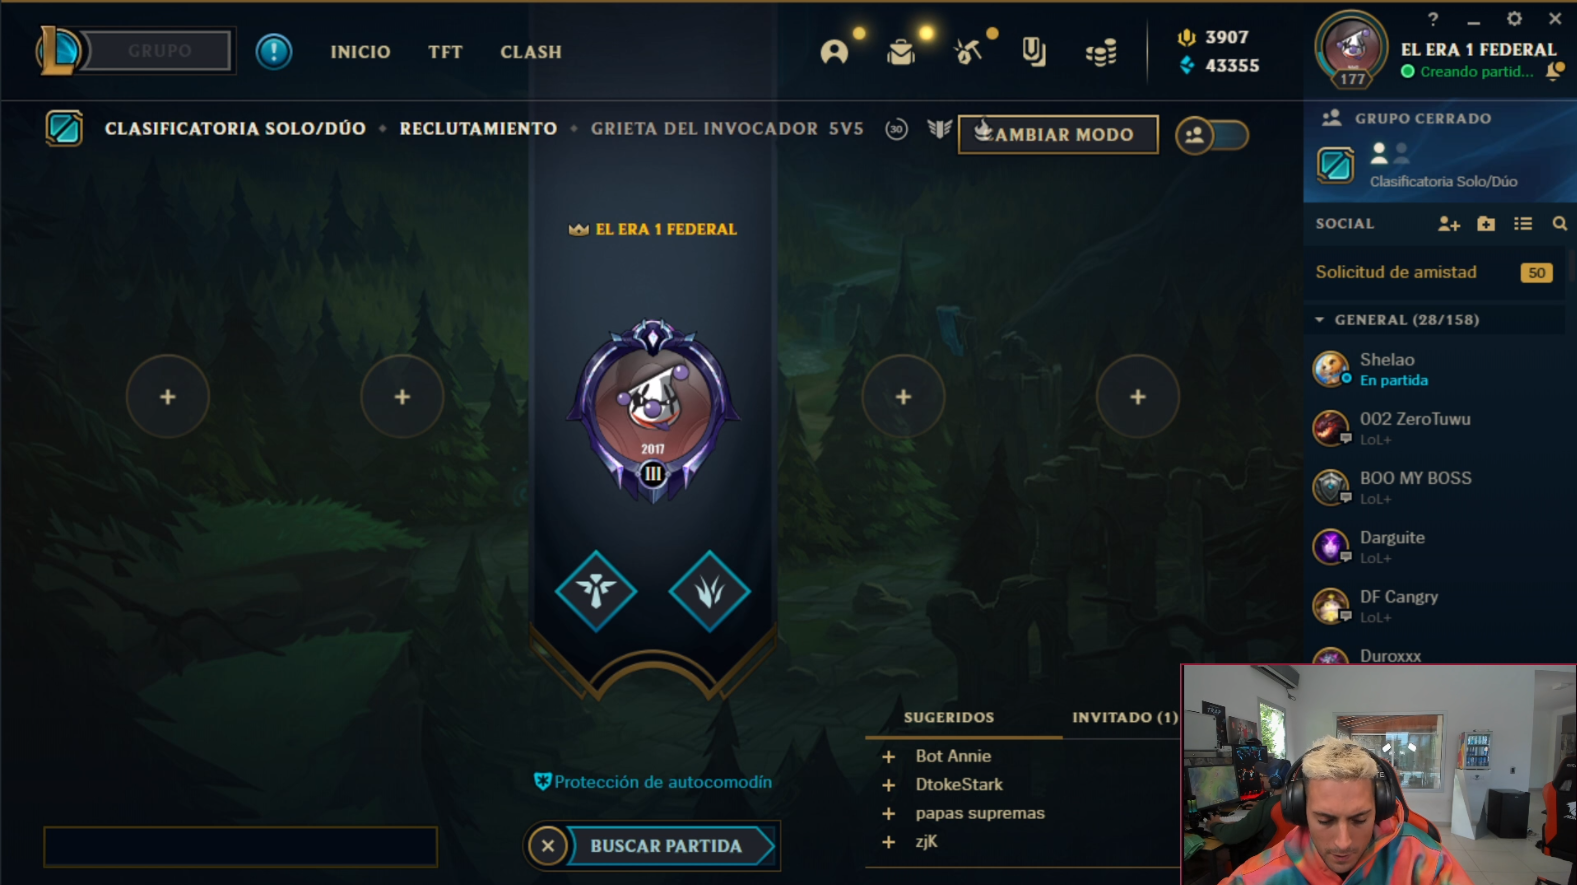 GRUPO
INICIO
TFT
CLASH
3907
43355
?
177
EL ERA 1 FEDERAL
Creando partid...
CLASIFICATORIA SOLO/DÚO
RECLUTAMIENTO
GRIETA DEL INVOCADOR 5V5
30
AMBIAR MODO
GRUPO CERRADO
Clasificatoria Solo/Dúo
SOCIAL
Solicitud de amistad
50
GENERAL (28/158)
Shelao
En partida
002 ZeroTuwu
LoL+
BOO MY BOSS
LoL+
Darguite
LoL+
DF Cangry
LoL+
Duroxxx
EL ERA 1 FEDERAL
2017
III
Protección de autocomodín
BUSCAR PARTIDA
SUGERIDOS
INVITADO (1)
Bot Annie
DtokeStark
papas supremas
zjK